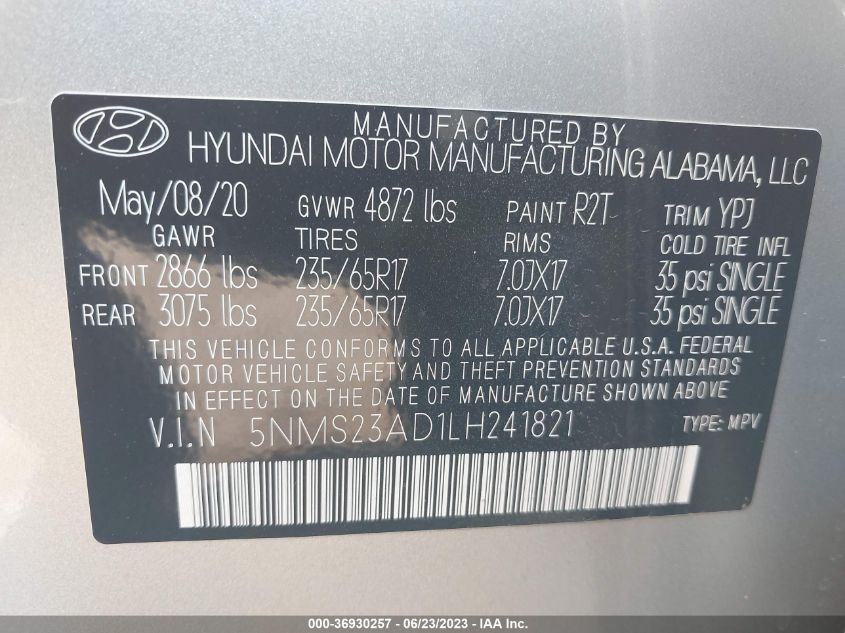 MANUFACTURED BY
HYUNDAI MOTOR MANUFACTURING ALABAMA, LLC
May/08/20 GVWR 4872 lbs PAINT R2T TRIM YPJ
GAWR TIRES RIMS COLD TIRE INFL
FRONT 2866 lbs 235/65R17 7.0JX17 35 psi SINGLE
REAR 3075 lbs 235/65R17 7.0JX17 35 psi SINGLE
THIS VEHICLE CONFORMS TO ALL APPLICABLE U.S.A. FEDERAL
MOTOR VEHICLE SAFETY AND THEFT PREVENTION STANDARDS
IN EFFECT ON THE DATE OF MANUFACTURE SHOWN ABOVE
V.I.N 5NMS23AD1LH241821 TYPE: MPV
000-36930257 - 06/23/2023 - IAA Inc.